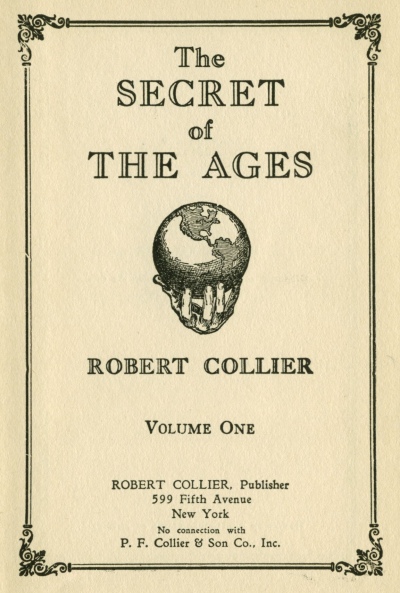 The
SECRET
of
THE AGES
ROBERT COLLIER
VOLUME ONE
ROBERT COLLIER, Publisher
599 Fifth Avenue
New York
No connection with
P. F. Collier & Son Co., Inc.